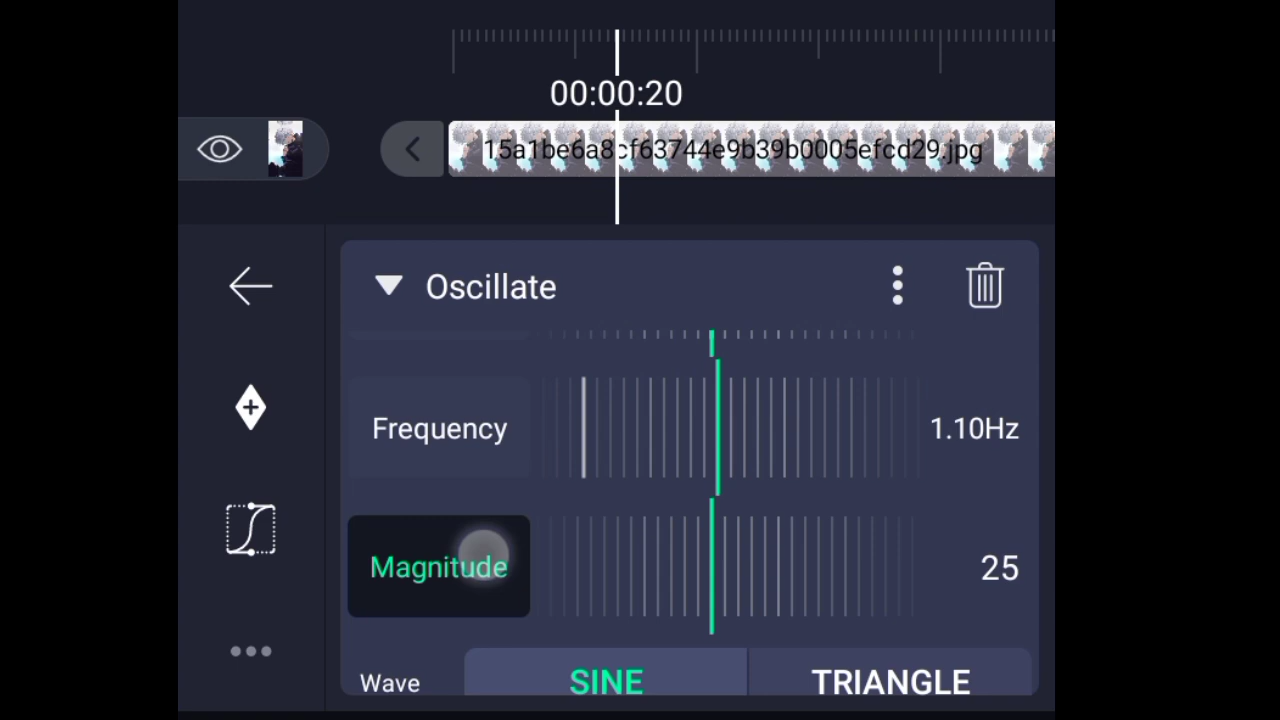 00:00:20
15a1be6a8cf63744e9b39b0005efcd29.jpg
Oscillate
Frequency
1.10Hz
Magnitude
25
Wave
SINE
TRIANGLE